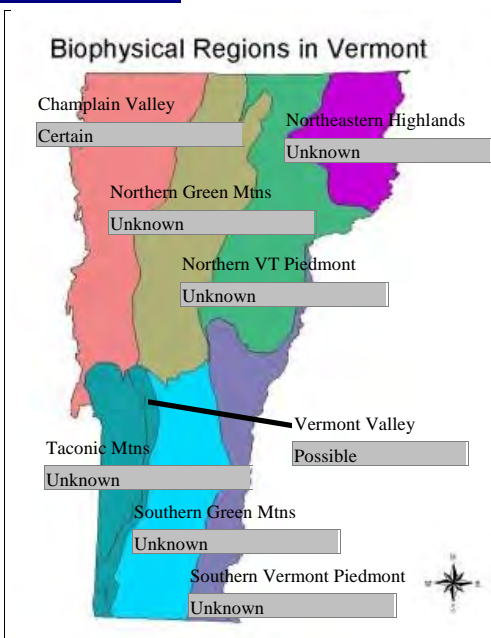 Biophysical Regions in Vermont
Champlain Valley
Certain
Northeastern Highlands
Unknown
Northern Green Mtns
Unknown
Northern VT Piedmont
Unknown
Vermont Valley
Possible
Taconic Mtns
Unknown
Southern Green Mtns
Unknown
Southern Vermont Piedmont
Unknown